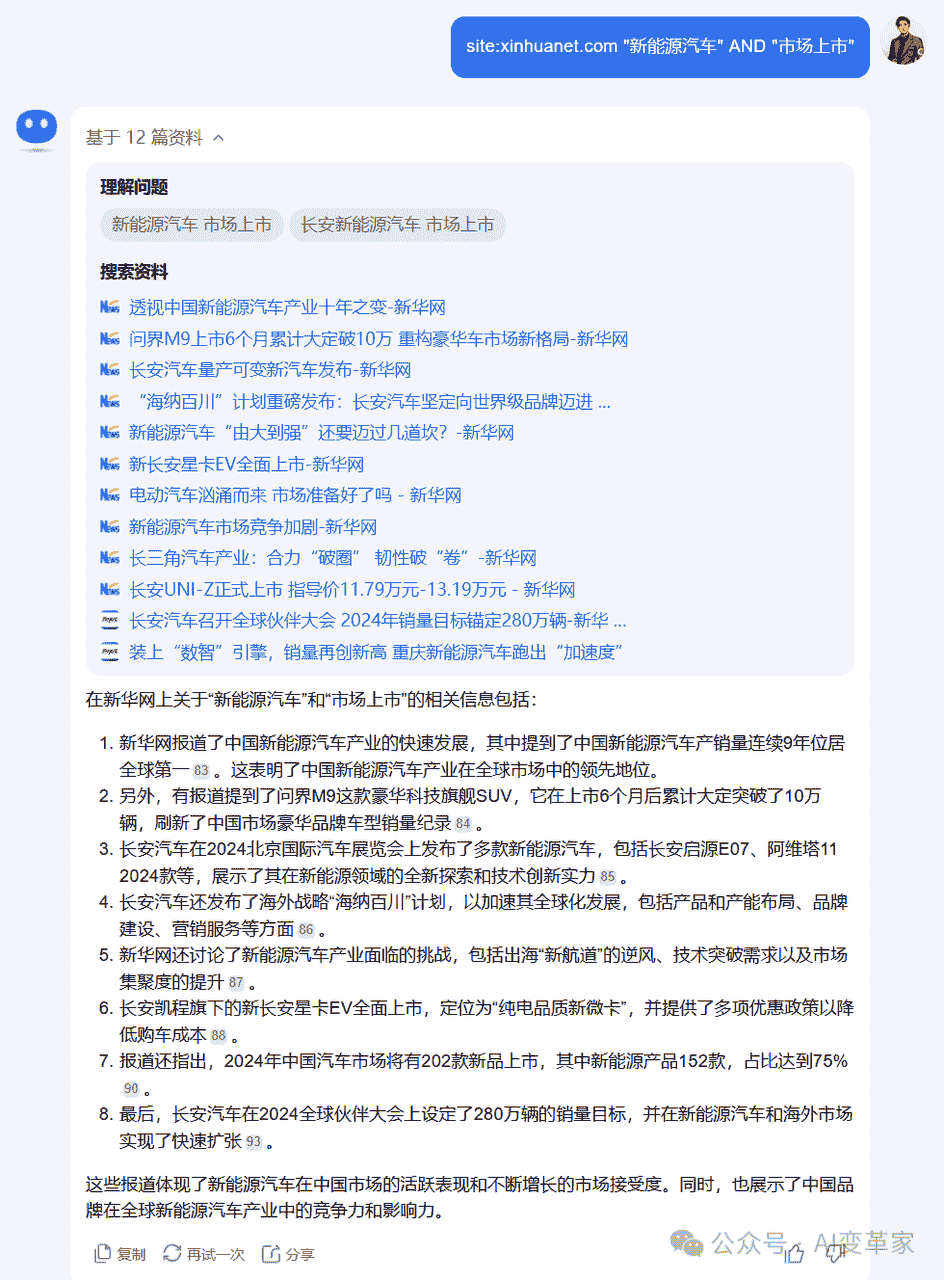 site:xinhuanet.com "新能源汽车" AND "市场上市"
基于 12 篇资料
理解问题
新能源汽车 市场上市 长安新能源汽车 市场上市
搜索资料
News 透视中国新能源汽车产业十年之变-新华网
News 问界M9上市6个月累计大定破10万 重构豪华车市场新格局-新华网
News 长安汽车量产可变新汽车发布-新华网
News “海纳百川”计划重磅发布：长安汽车坚定向世界级品牌迈进 ...
News 新能源汽车“由大到强”还要迈过几道坎？-新华网
News 新长安星卡EV全面上市-新华网
News 电动汽车汹涌而来 市场准备好了吗 - 新华网
News 新能源汽车市场竞争加剧-新华网
News 长三角汽车产业：合力“破圈” 韧性破“卷”-新华网
News 长安UNI-Z正式上市 指导价11.79万元-13.19万元 - 新华网
长安汽车召开全球伙伴大会 2024年销量目标锚定280万辆-新华 ...
装上“数智”引擎，销量再创新高 重庆新能源汽车跑出“加速度”
在新华网上关于“新能源汽车”和“市场上市”的相关信息包括：
1. 新华网报道了中国新能源汽车产业的快速发展，其中提到了中国新能源汽车产销量连续9年位居
全球第一 83 。这表明了中国新能源汽车产业在全球市场中的领先地位。
2. 另外，有报道提到了问界M9这款豪华科技旗舰SUV，它在上市6个月后累计大定突破了10万
辆，刷新了中国市场豪华品牌车型销量纪录 84 。
3. 长安汽车在2024北京国际汽车展览会上发布了多款新能源汽车，包括长安启源E07、阿维塔11
2024款等，展示了其在新能源领域的全新探索和技术创新实力 85 。
4. 长安汽车还发布了海外战略“海纳百川”计划，以加速其全球化发展，包括产品和产能布局、品牌
建设、营销服务等方面 86 。
5. 新华网还讨论了新能源汽车产业面临的挑战，包括出海“新航道”的逆风、技术突破需求以及市场
集聚度的提升 87 。
6. 长安凯程旗下的新长安星卡EV全面上市，定位为“纯电品质新微卡”，并提供了多项优惠政策以降
低购车成本 88 。
7. 报道还指出，2024年中国汽车市场将有202款新品上市，其中新能源产品152款，占比达到75%
90 。
8. 最后，长安汽车在2024全球伙伴大会上设定了280万辆的销量目标，并在新能源汽车和海外市场
实现了快速扩张 93 。
这些报道体现了新能源汽车在中国市场的活跃表现和不断增长的市场接受度。同时，也展示了中国品
牌在全球新能源汽车产业中的竞争力和影响力。
复制 再试一次 分享
公众号 · AI变革家